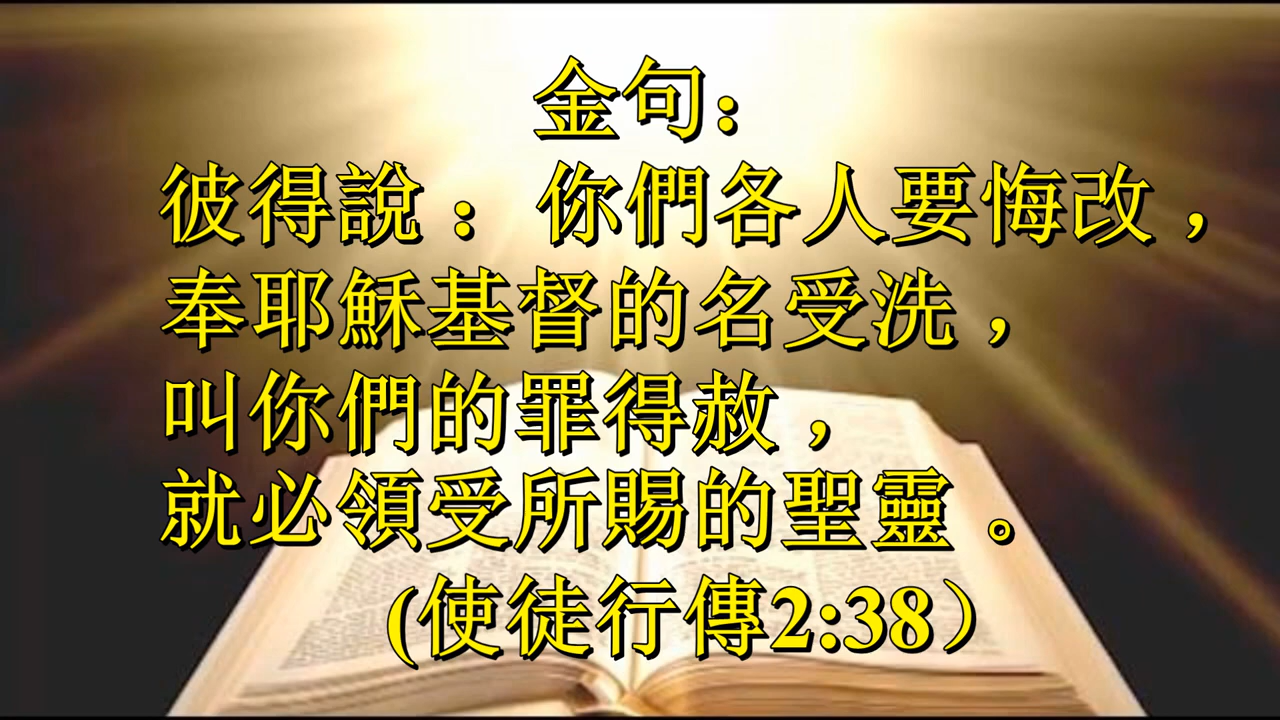 金句：
彼得說：你們各人要悔改，
奉耶穌基督的名受洗，
叫你們的罪得赦，
就必領受所賜的聖靈。
(使徒行傳2:38）